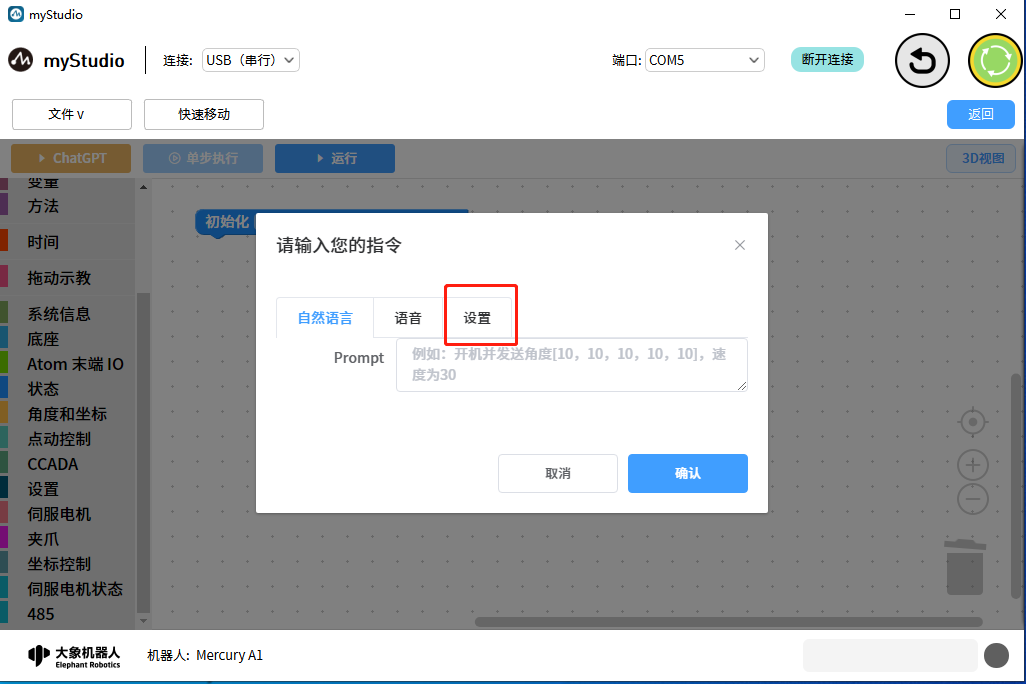 myStudio
myStudio
连接:
USB（串行）
端口:
COM5
断开连接
文件 ∨
快速移动
返回
ChatGPT
单步执行
运行
3D视图
变量
方法
时间
拖动示教
系统信息
底座
Atom 末端 IO
状态
角度和坐标
点动控制
CCADA
设置
伺服电机
夹爪
坐标控制
伺服电机状态
485
初始化
请输入您的指令
自然语言
语音
设置
Prompt
例如：开机并发送角度[10，10，10，10，10]，速
度为30
取消
确认
大象机器人
Elephant Robotics
机器人:
Mercury A1